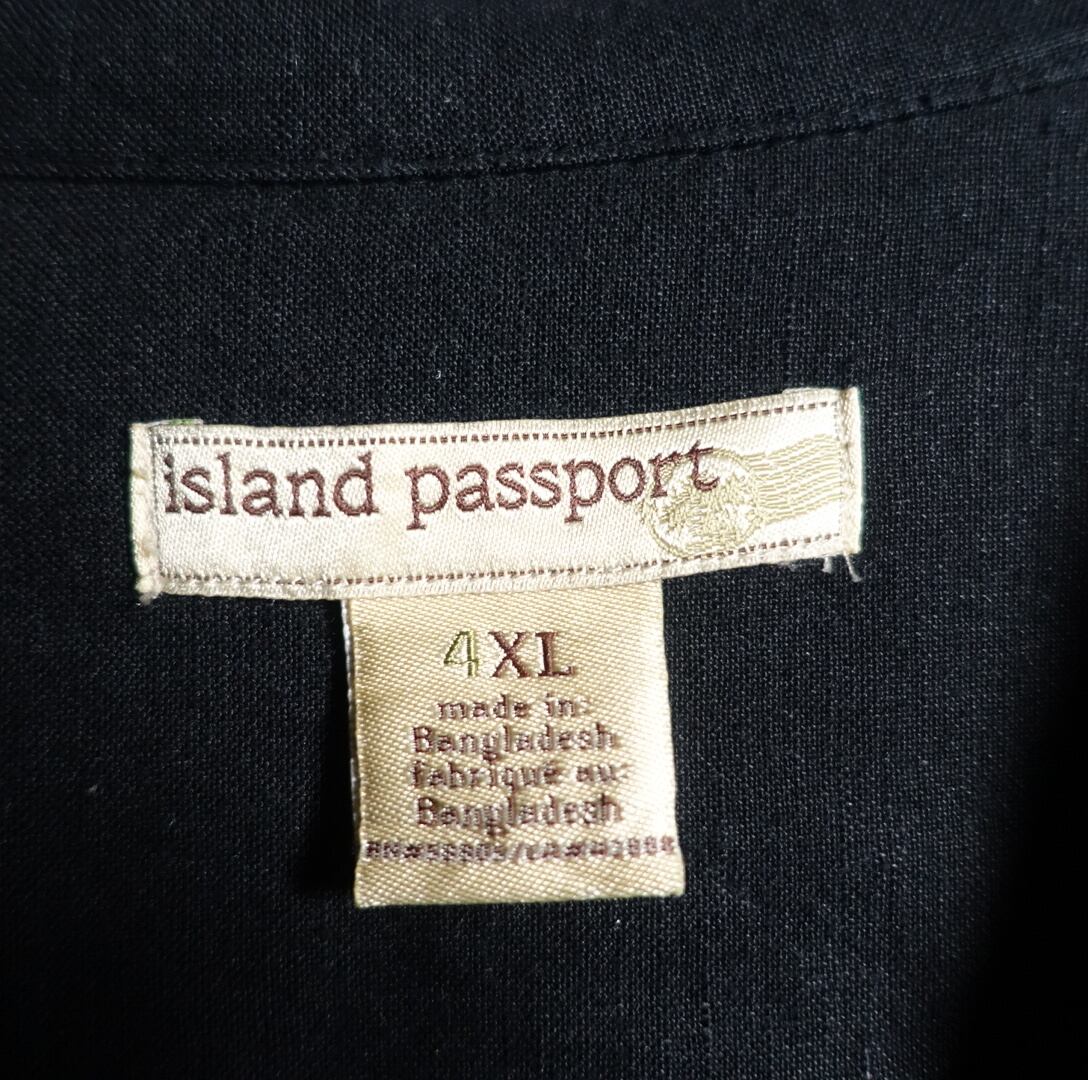 island passport
4XL
made in:
Bangladesh
fabriqué au:
Bangladesh